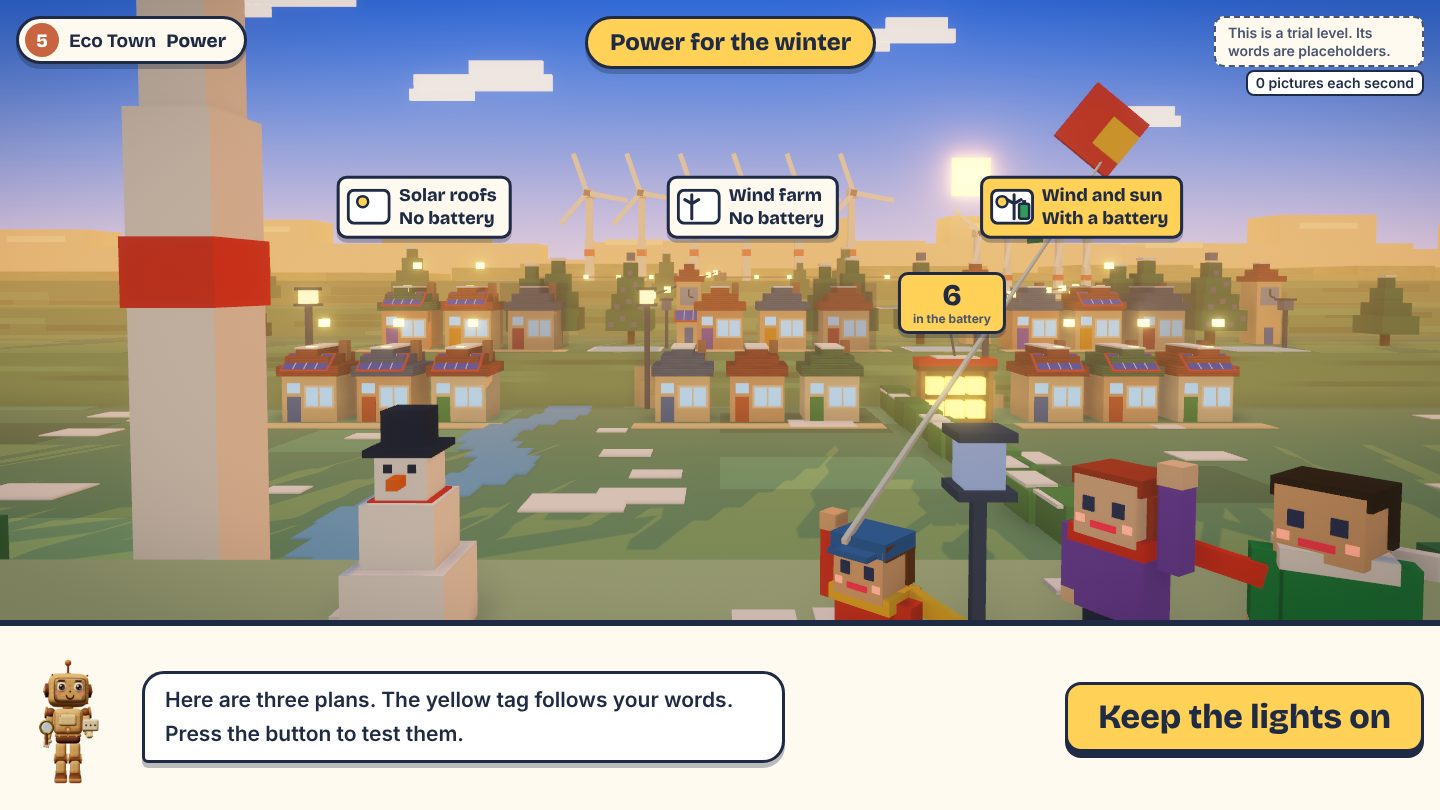 5 Eco Town Power
Power for the winter
This is a trial level. Its
words are placeholders.
0 pictures each second
Solar roofs
No battery
Wind farm
No battery
Wind and sun
With a battery
6
in the battery
Here are three plans. The yellow tag follows your words.
Press the button to test them.
Keep the lights on